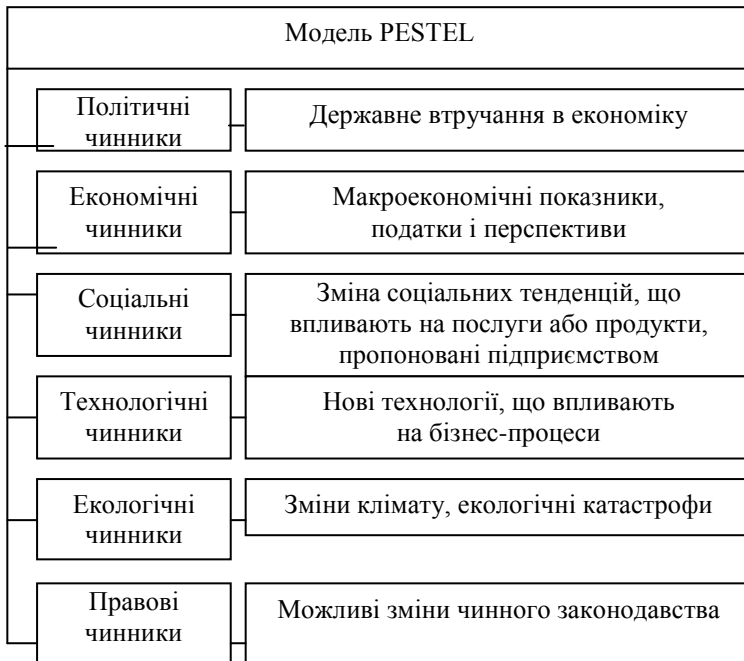 Модель PESTEL
Політичні
чинники
Державне втручання в економіку
Економічні
чинники
Макроекономічні показники,
податки і перспективи
Соціальні
чинники
Зміна соціальних тенденцій, що
впливають на послуги або продукти,
пропоновані підприємством
Технологічні
чинники
Нові технології, що впливають
на бізнес-процеси
Екологічні
чинники
Зміни клімату, екологічні катастрофи
Правові
чинники
Можливі зміни чинного законодавства